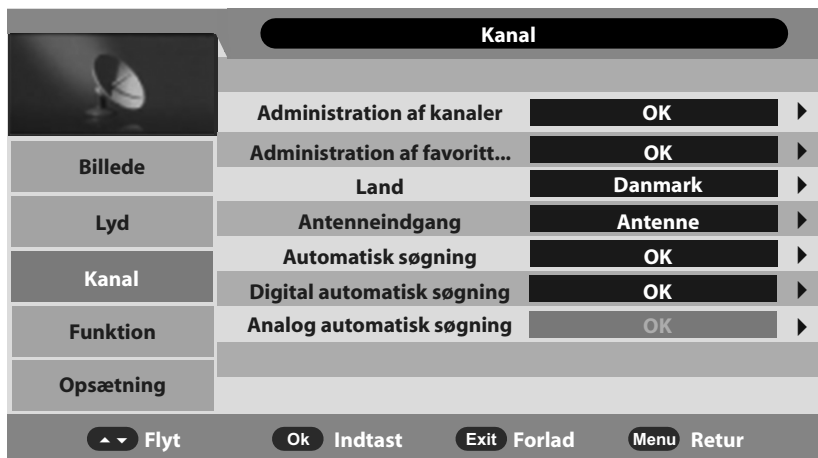 Kanal
Administration af kanaler OK
Administration af favoritt... OK
Land Danmark
Antenneindgang Antenne
Automatisk søgning OK
Digital automatisk søgning OK
Analog automatisk søgning OK
Billede
Lyd
Kanal
Funktion
Opsætning
Flyt Ok Indtast Exit Forlad Menu Retur